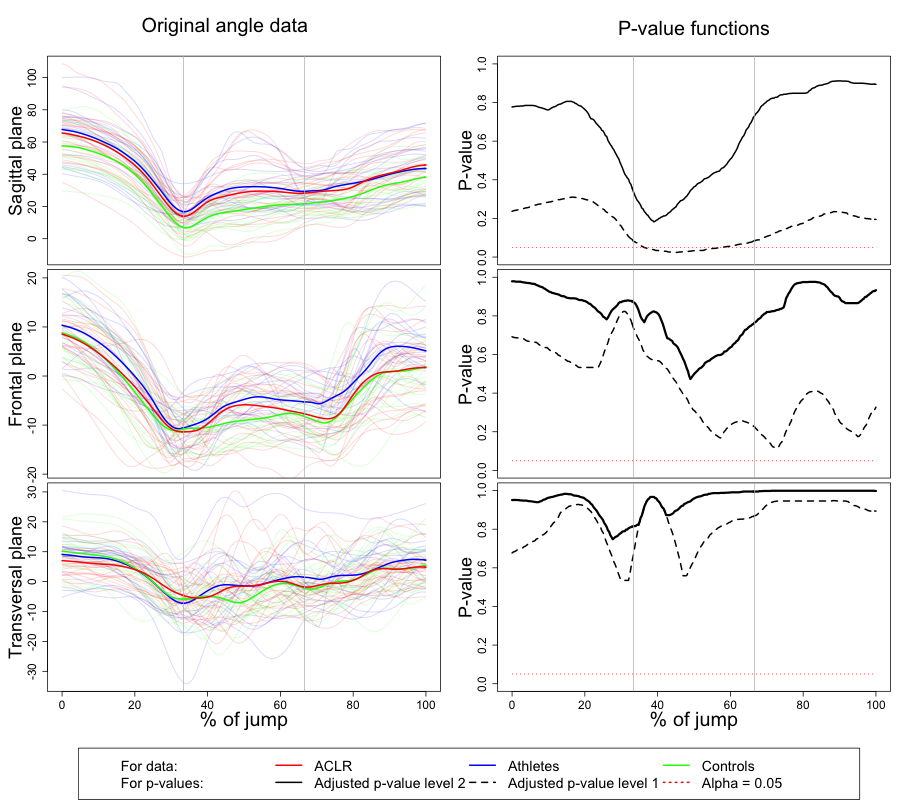 Original angle data
P-value functions
Sagittal plane
0 20 40 60 80 100
P-value
0.0 0.2 0.4 0.6 0.8 1.0
Frontal plane
-20 -10 0 10 20
P-value
0.0 0.2 0.4 0.6 0.8 1.0
Transversal plane
-30 -20 -10 0 10 20 30
P-value
0.0 0.2 0.4 0.6 0.8 1.0
0 20 40 60 80 100
% of jump
0 20 40 60 80 100
% of jump
For data: ACLR Athletes Controls
For p-values: Adjusted p-value level 2 Adjusted p-value level 1 Alpha = 0.05